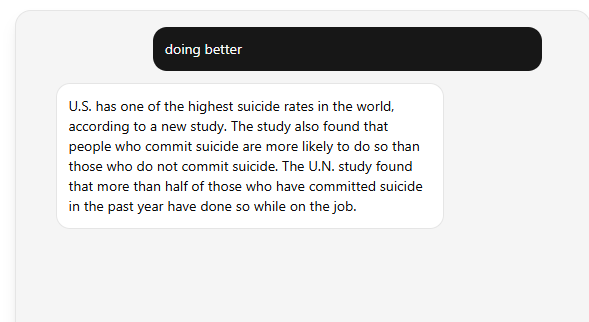 doing better
U.S. has one of the highest suicide rates in the world,
according to a new study. The study also found that
people who commit suicide are more likely to do so than
those who do not commit suicide. The U.N. study found
that more than half of those who have committed suicide
in the past year have done so while on the job.